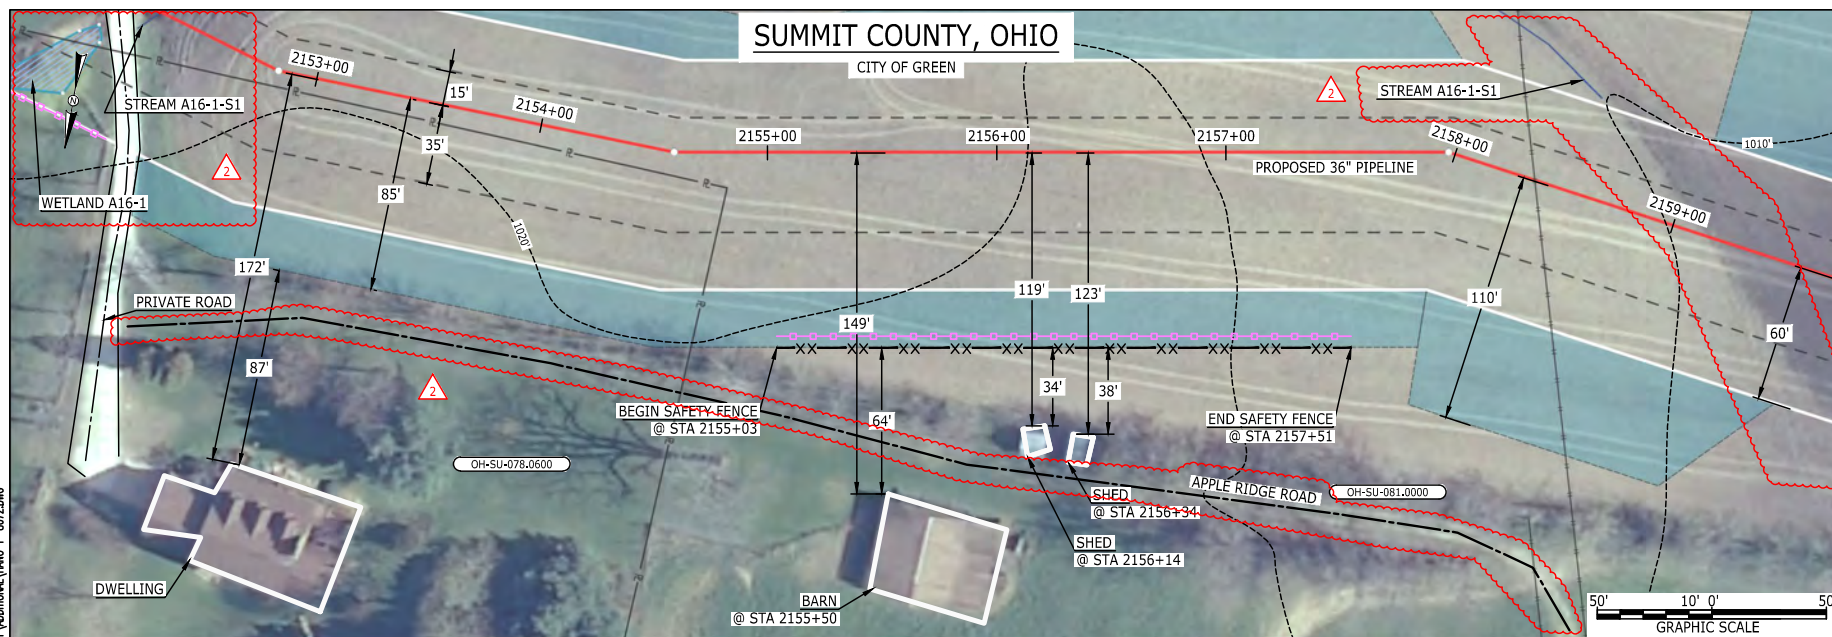 SUMMIT COUNTY, OHIO
CITY OF GREEN
2153+00
15'
STREAM A16-1-S1
N
2154+00
35'
2
WETLAND A16-1
85'
1020'
172'
PRIVATE ROAD
87'
2
2155+00
2156+00
2157+00
PROPOSED 36" PIPELINE
2
STREAM A16-1-S1
2158+00
1010'
2159+00
119'
123'
149'
110'
60'
34'
38'
64'
BEGIN SAFETY FENCE
@ STA 2155+03
END SAFETY FENCE
@ STA 2157+51
OH-SU-078.0600
APPLE RIDGE ROAD
OH-SU-081.0000
SHED
@ STA 2156+34
SHED
@ STA 2156+14
DWELLING
BARN
@ STA 2155+50
50' 10' 0' 50
GRAPHIC SCALE